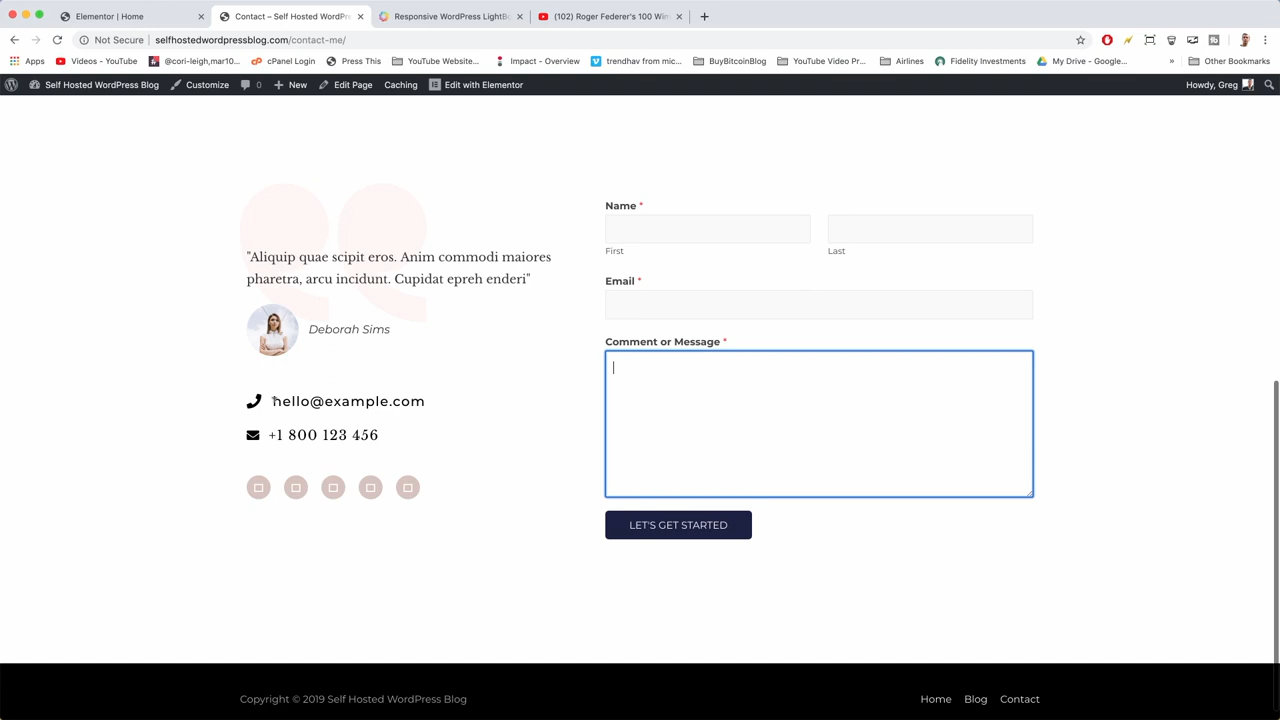 Elementor | Home
Contact – Self Hosted WordPr
Responsive WordPress LightBo
(102) Roger Federer's 100 Win
Not Secure
selfhostedwordpressblog.com/contact-me/
Apps
Videos - YouTube
@cori-leigh,mar10...
cPanel Login
Press This
YouTube Website...
Impact - Overview
trendhav from mic...
BuyBitcoinBlog
YouTube Video Pr...
Airlines
Fidelity Investments
My Drive - Google...
»
Other Bookmarks
Self Hosted WordPress Blog
Customize
0
New
Edit Page
Caching
Edit with Elementor
Howdy, Greg
"Aliquip quae scipit eros. Anim commodi maiores
pharetra, arcu incidunt. Cupidat epreh enderi"
Deborah Sims
hello@example.com
+1 800 123 456
Name *
First
Last
Email *
Comment or Message *
LET'S GET STARTED
Copyright © 2019 Self Hosted WordPress Blog
Home
Blog
Contact